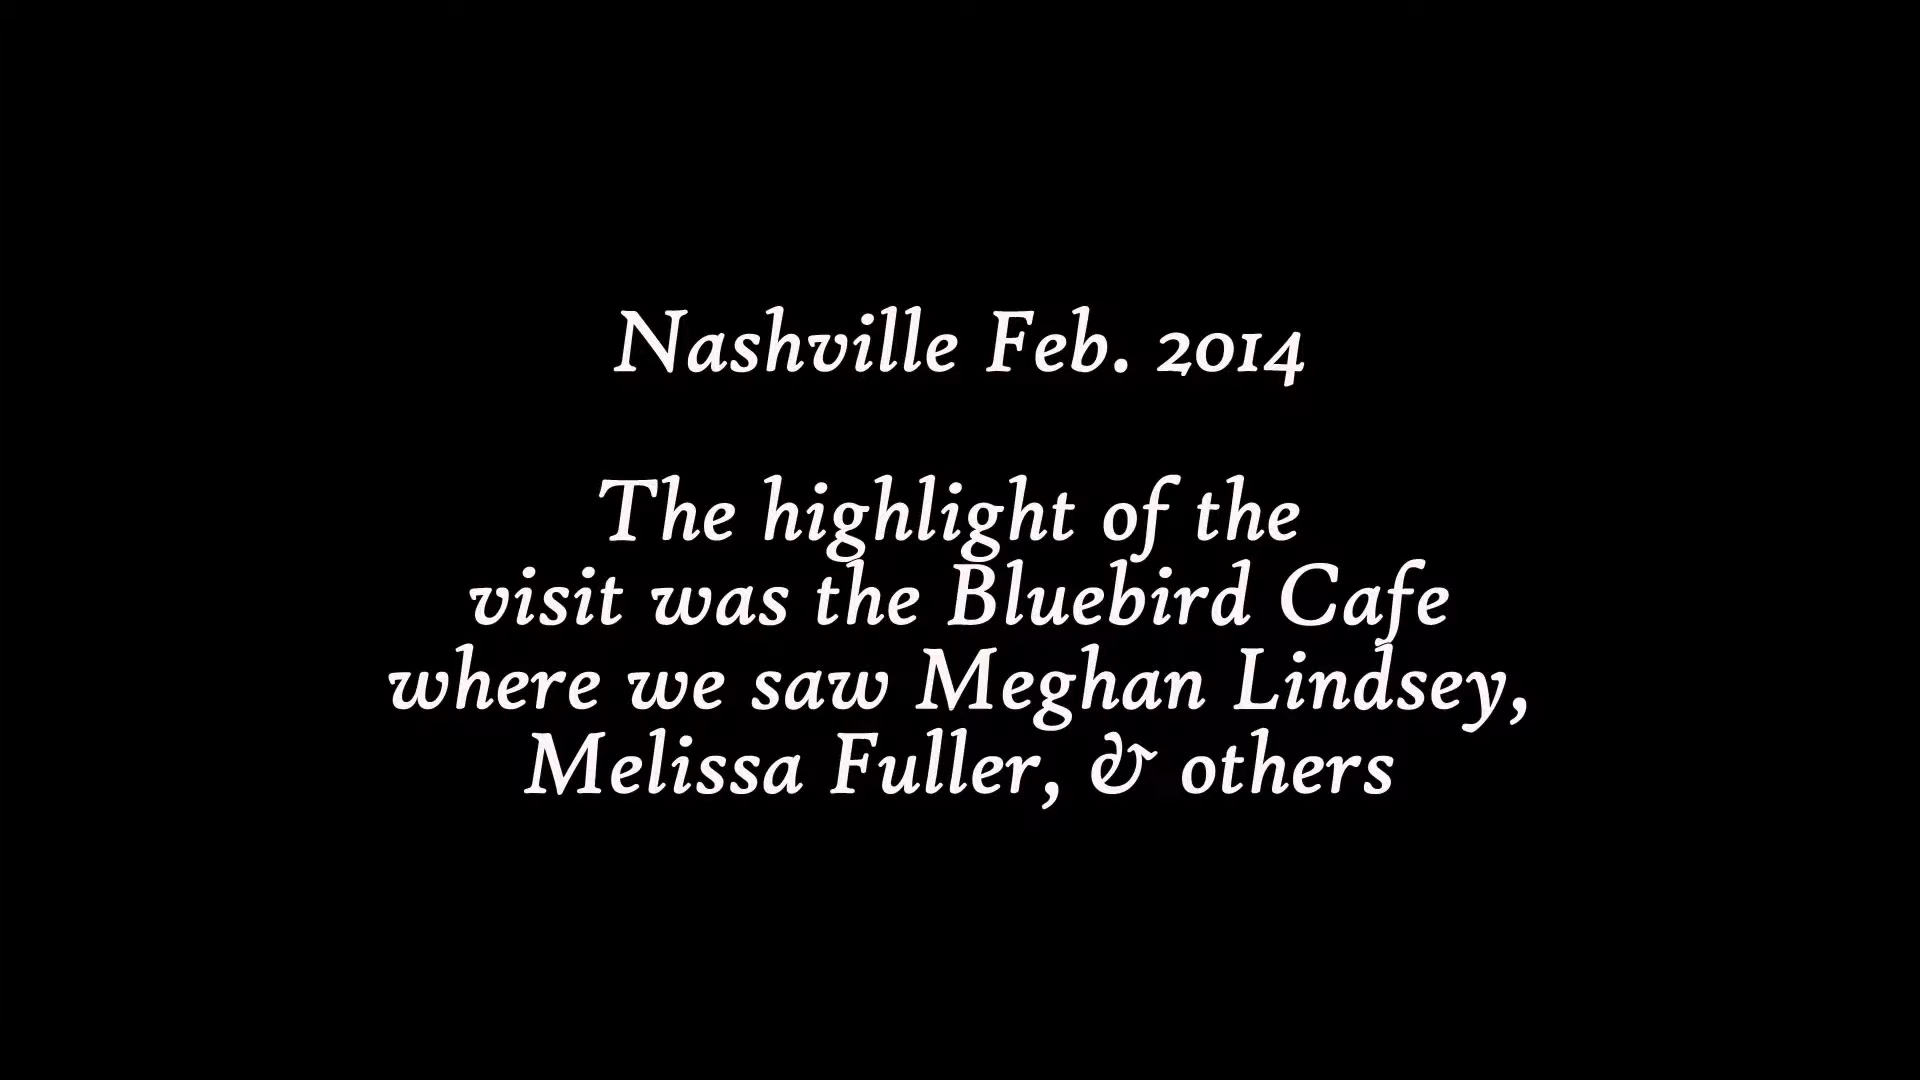 Nashville Feb. 2014
The highlight of the
visit was the Bluebird Cafe
where we saw Meghan Lindsey,
Melissa Fuller, & others